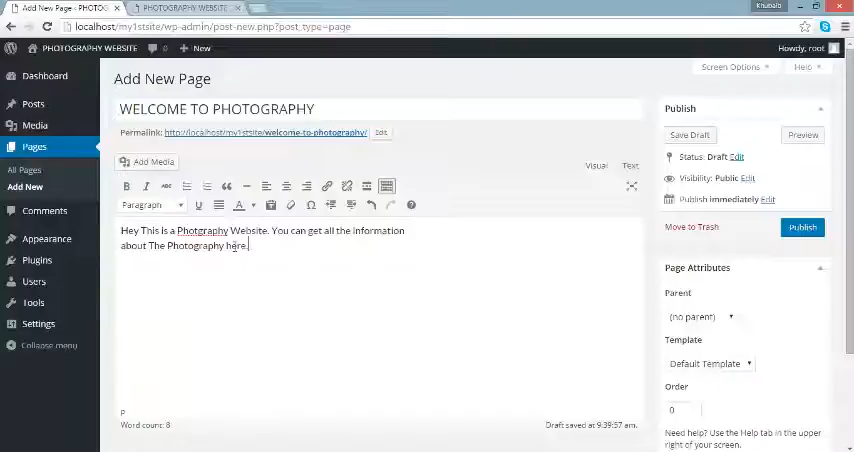 Add New Page ‹ PHOTOG
PHOTOGRAPHY WEBSITE
Khubaib
localhost/my1stsite/wp-admin/post-new.php?post_type=page
PHOTOGRAPHY WEBSITE 0 New
Howdy, root
Dashboard
Posts
Media
Pages
All Pages
Add New
Comments
Appearance
Plugins
Users
Tools
Settings
Collapse menu
Screen Options
Help
Add New Page
WELCOME TO PHOTOGRAPHY
Permalink: http://localhost/my1stsite/welcome-to-photography/ Edit
Add Media
Visual Text
B I ABC
Paragraph U A
Hey This is a Photgraphy Website. You can get all the information
about The Photography here.
P
Word count: 8
Draft saved at 9:39:57 am.
Publish
Save Draft
Preview
Status: Draft Edit
Visibility: Public Edit
Publish immediately Edit
Move to Trash
Publish
Page Attributes
Parent
(no parent)
Template
Default Template
Order
0
Need help? Use the Help tab in the upper
right of your screen.